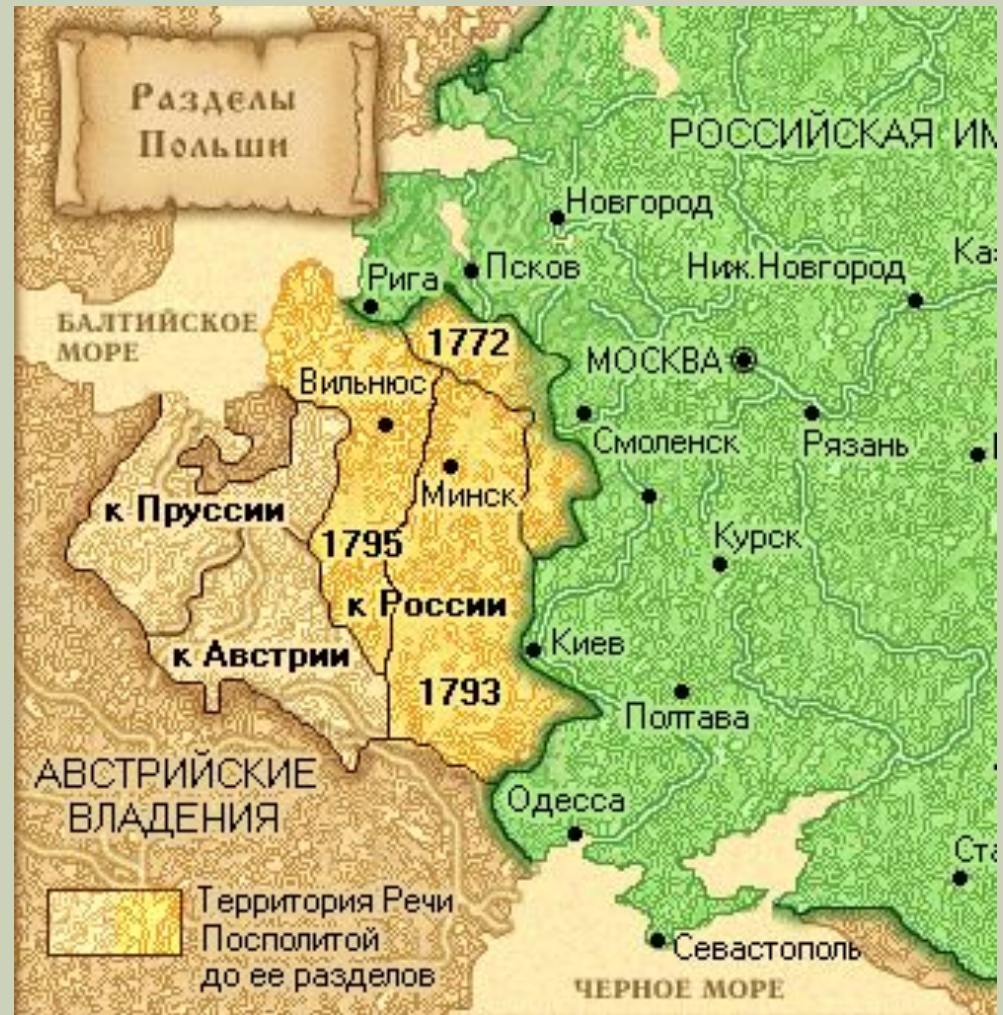 Разделы
Польши
РОССИЙСКАЯ ИМ
Новгород
Псков
Ниж.Новгород
Рига
БАЛТИЙСКОЕ
МОРЕ
1772
МОСКВА
Вильнюс
Смоленск
Рязань
Минск
к Пруссии
1795
Курск
к России
Киев
к Австрии
1793
Полтава
АВСТРИЙСКИЕ
ВЛАДЕНИЯ
Одесса
Территория Речи
Посполитой
до ее разделов
Севастополь
ЧЕРНОЕ МОРЕ